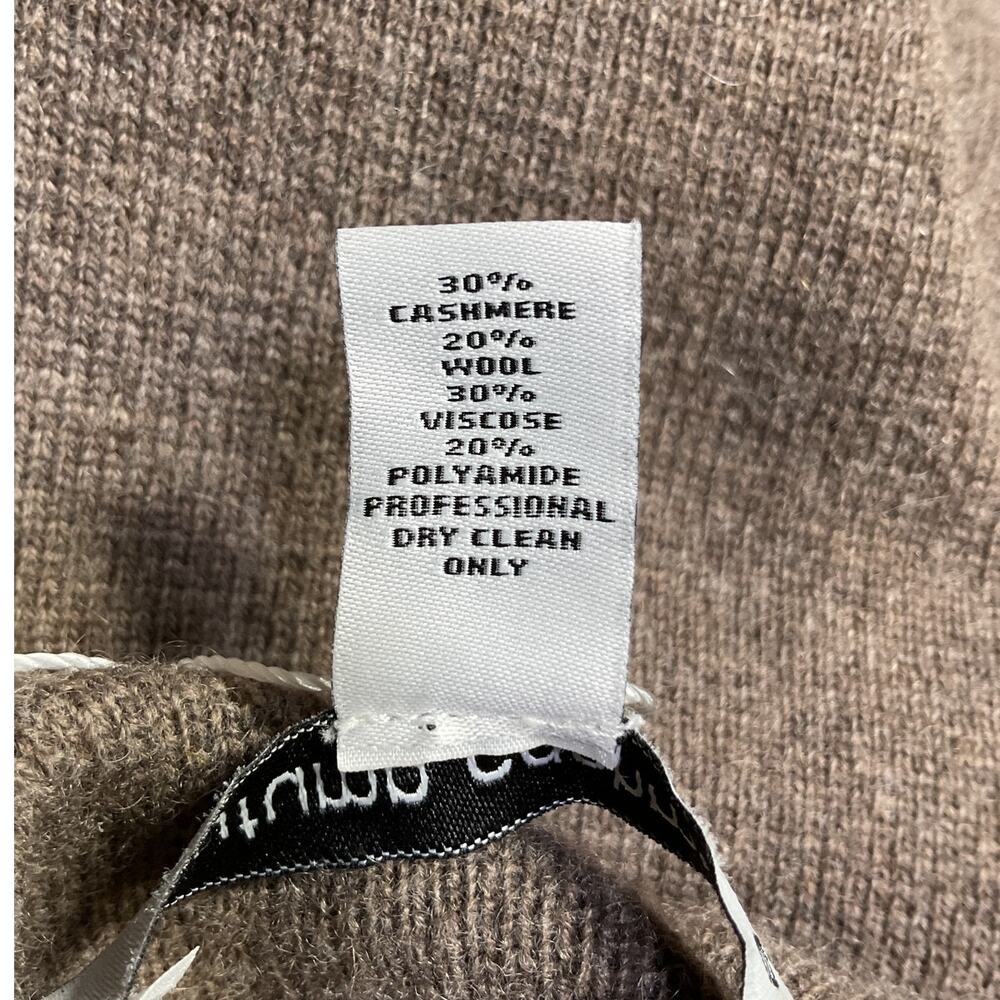 30%
CASHMERE
20%
WOOL
30%
VISCOSE
20%
POLYAMIDE
PROFESSIONAL
DRY CLEAN
ONLY